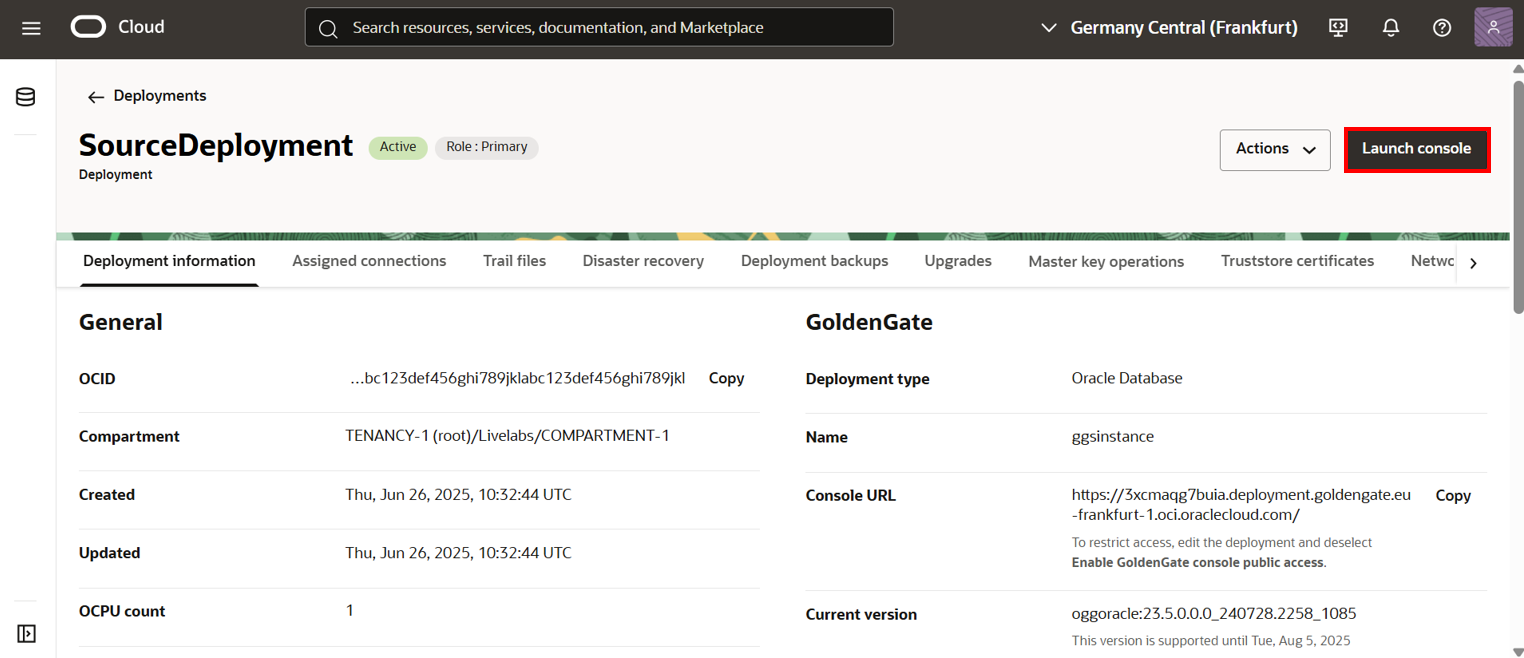 Cloud
Search resources, services, documentation, and Marketplace
Germany Central (Frankfurt)
Deployments
SourceDeployment
Active
Role : Primary
Deployment
Actions
Launch console
Deployment information
Assigned connections
Trail files
Disaster recovery
Deployment backups
Upgrades
Master key operations
Truststore certificates
Netwc
General
OCID
...bc123def456ghi789jklabc123def456ghi789jkl
Copy
Compartment
TENANCY-1 (root)/Livelabs/COMPARTMENT-1
Created
Thu, Jun 26, 2025, 10:32:44 UTC
Updated
Thu, Jun 26, 2025, 10:32:44 UTC
OCPU count
1
GoldenGate
Deployment type
Oracle Database
Name
ggsinstance
Console URL
https://3xcmaqg7buia.deployment.goldengate.eu
-frankfurt-1.oci.oraclecloud.com/
Copy
To restrict access, edit the deployment and deselect
Enable GoldenGate console public access.
Current version
oggoracle:23.5.0.0.0_240728.2258_1085
This version is supported until Tue, Aug 5, 2025